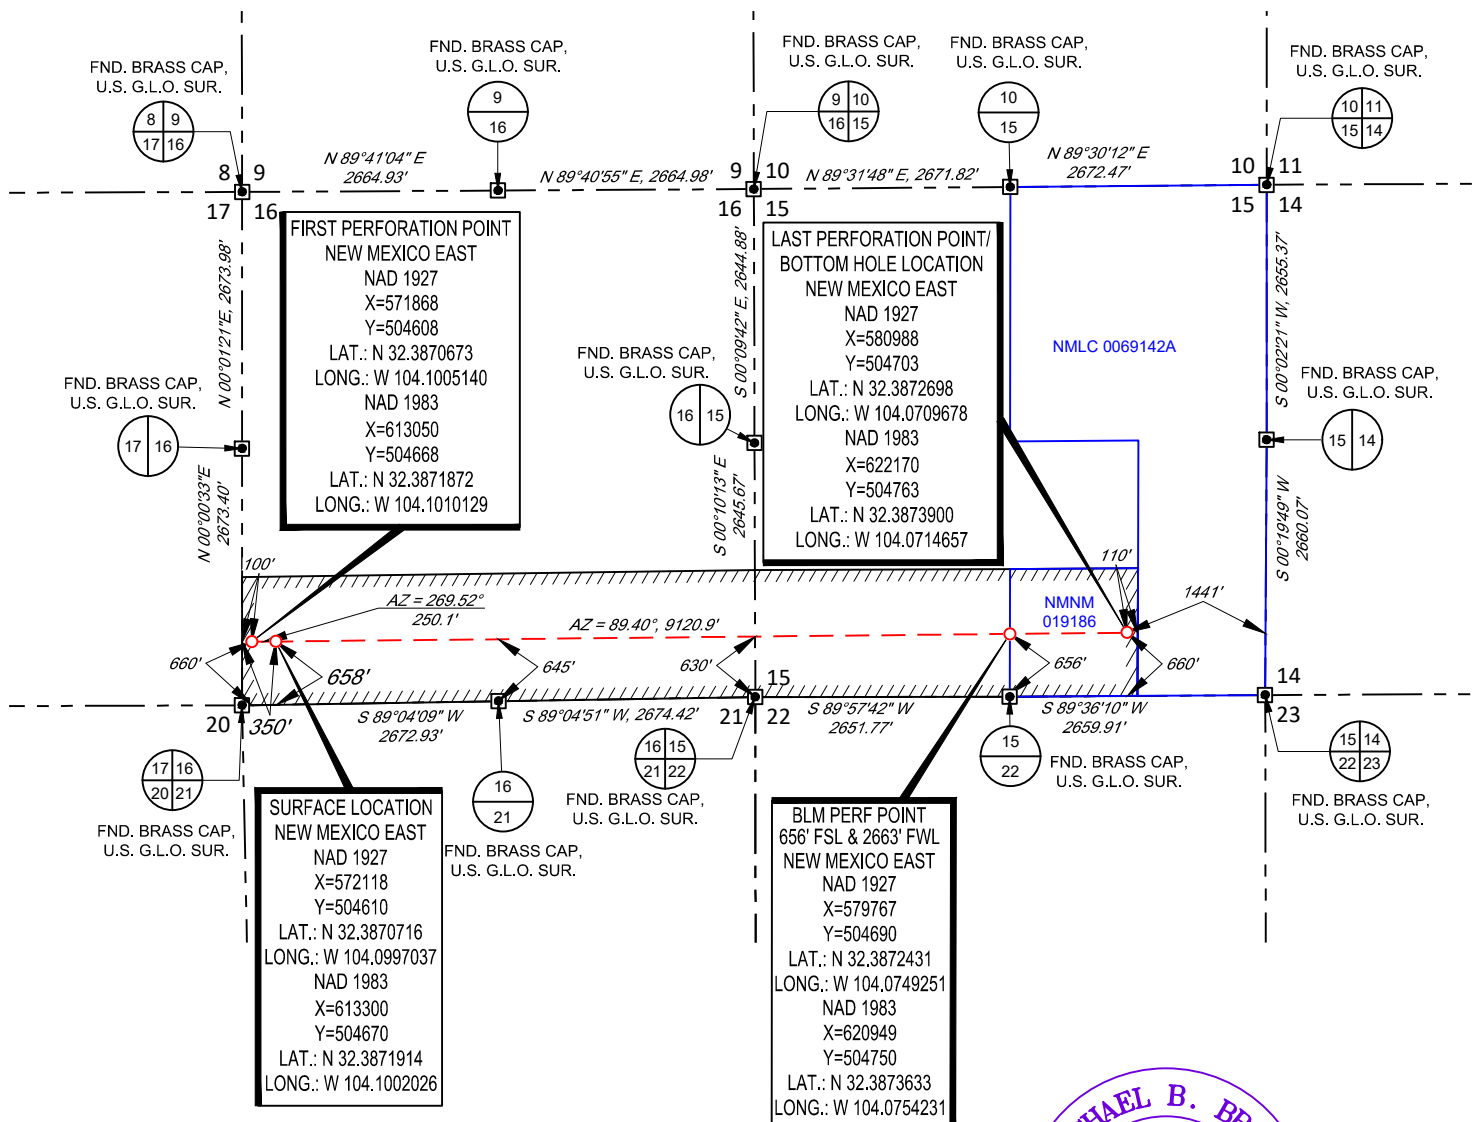 FND. BRASS CAP,
U.S. G.L.O. SUR.
8 9
17 16
FND. BRASS CAP,
U.S. G.L.O. SUR.
9
16
FND. BRASS CAP,
U.S. G.L.O. SUR.
9 10
16 15
FND. BRASS CAP,
U.S. G.L.O. SUR.
10
15
FND. BRASS CAP,
U.S. G.L.O. SUR.
10 11
15 14
8 9
17 16
N 89°41'04" E
2664.93'
N 89°40'55" E, 2664.98'
9 10
16 15
N 89°31'48" E, 2671.82'
N 89°30'12" E
2672.47'
10 11
15 14
N 00°01'21"E, 2673.98'
FIRST PERFORATION POINT
NEW MEXICO EAST
NAD 1927
X=571868
Y=504608
LAT.: N 32.3870673
LONG.: W 104.1005140
NAD 1983
X=613050
Y=504668
LAT.: N 32.3871872
LONG.: W 104.1010129
S 00°09'42" E, 2644.88'
LAST PERFORATION POINT/
BOTTOM HOLE LOCATION
NEW MEXICO EAST
NAD 1927
X=580988
Y=504703
LAT.: N 32.3872698
LONG.: W 104.0709678
NAD 1983
X=622170
Y=504763
LAT.: N 32.3873900
LONG.: W 104.0714657
NMLC 0069142A
S 00°02'21" W, 2655.37'
FND. BRASS CAP,
U.S. G.L.O. SUR.
17 16
FND. BRASS CAP,
U.S. G.L.O. SUR.
16 15
FND. BRASS CAP,
U.S. G.L.O. SUR.
15 14
N 00°00'33"E
2673.40'
S 00°10'13" E
2645.67'
S 00°19'49" W
2660.07'
100'
AZ = 269.52°
250.1'
AZ = 89.40°, 9120.9'
110'
NMNM
019186
1441'
660'
658'
645'
630'
656'
660'
20
350'
S 89°04'09" W
2672.93'
S 89°04'51" W, 2674.42'
15
21 22
S 89°57'42" W
2651.77'
S 89°36'10" W
2659.91'
14
23
17 16
20 21
FND. BRASS CAP,
U.S. G.L.O. SUR.
16
21
FND. BRASS CAP,
U.S. G.L.O. SUR.
16 15
21 22
FND. BRASS CAP,
U.S. G.L.O. SUR.
15
22
FND. BRASS CAP,
U.S. G.L.O. SUR.
15 14
22 23
FND. BRASS CAP,
U.S. G.L.O. SUR.
SURFACE LOCATION
NEW MEXICO EAST
NAD 1927
X=572118
Y=504610
LAT.: N 32.3870716
LONG.: W 104.0997037
NAD 1983
X=613300
Y=504670
LAT.: N 32.3871914
LONG.: W 104.1002026
BLM PERF POINT
656' FSL & 2663' FWL
NEW MEXICO EAST
NAD 1927
X=579767
Y=504690
LAT.: N 32.3872431
LONG.: W 104.0749251
NAD 1983
X=620949
Y=504750
LAT.: N 32.3873633
LONG.: W 104.0754231
B.